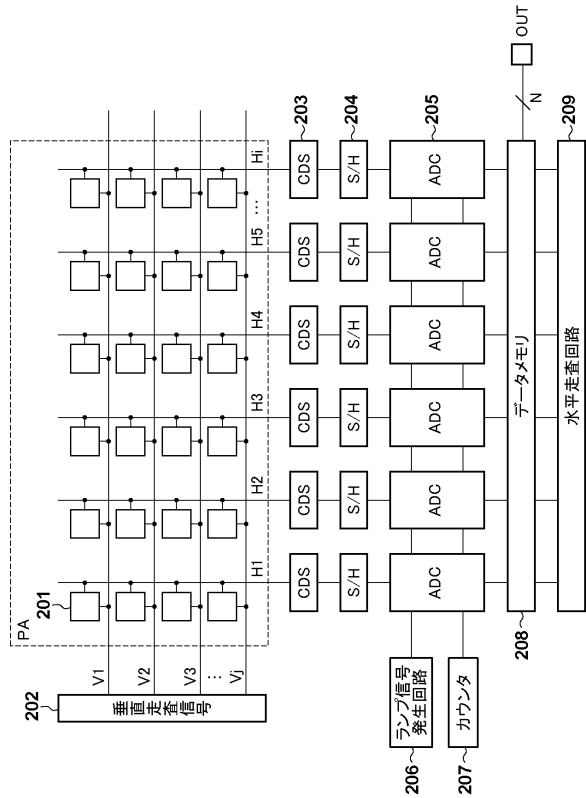 PA
201
202
垂直走査信号
V1
V2
V3
…
Vj
H1
H2
H3
H4
H5
…
Hi
CDS
CDS
CDS
CDS
CDS
CDS
203
S/H
S/H
S/H
S/H
S/H
S/H
204
ADC
ADC
ADC
ADC
ADC
ADC
205
ランプ信号
発生回路
206
カウンタ
207
データメモリ
208
N
OUT
水平走査回路
209